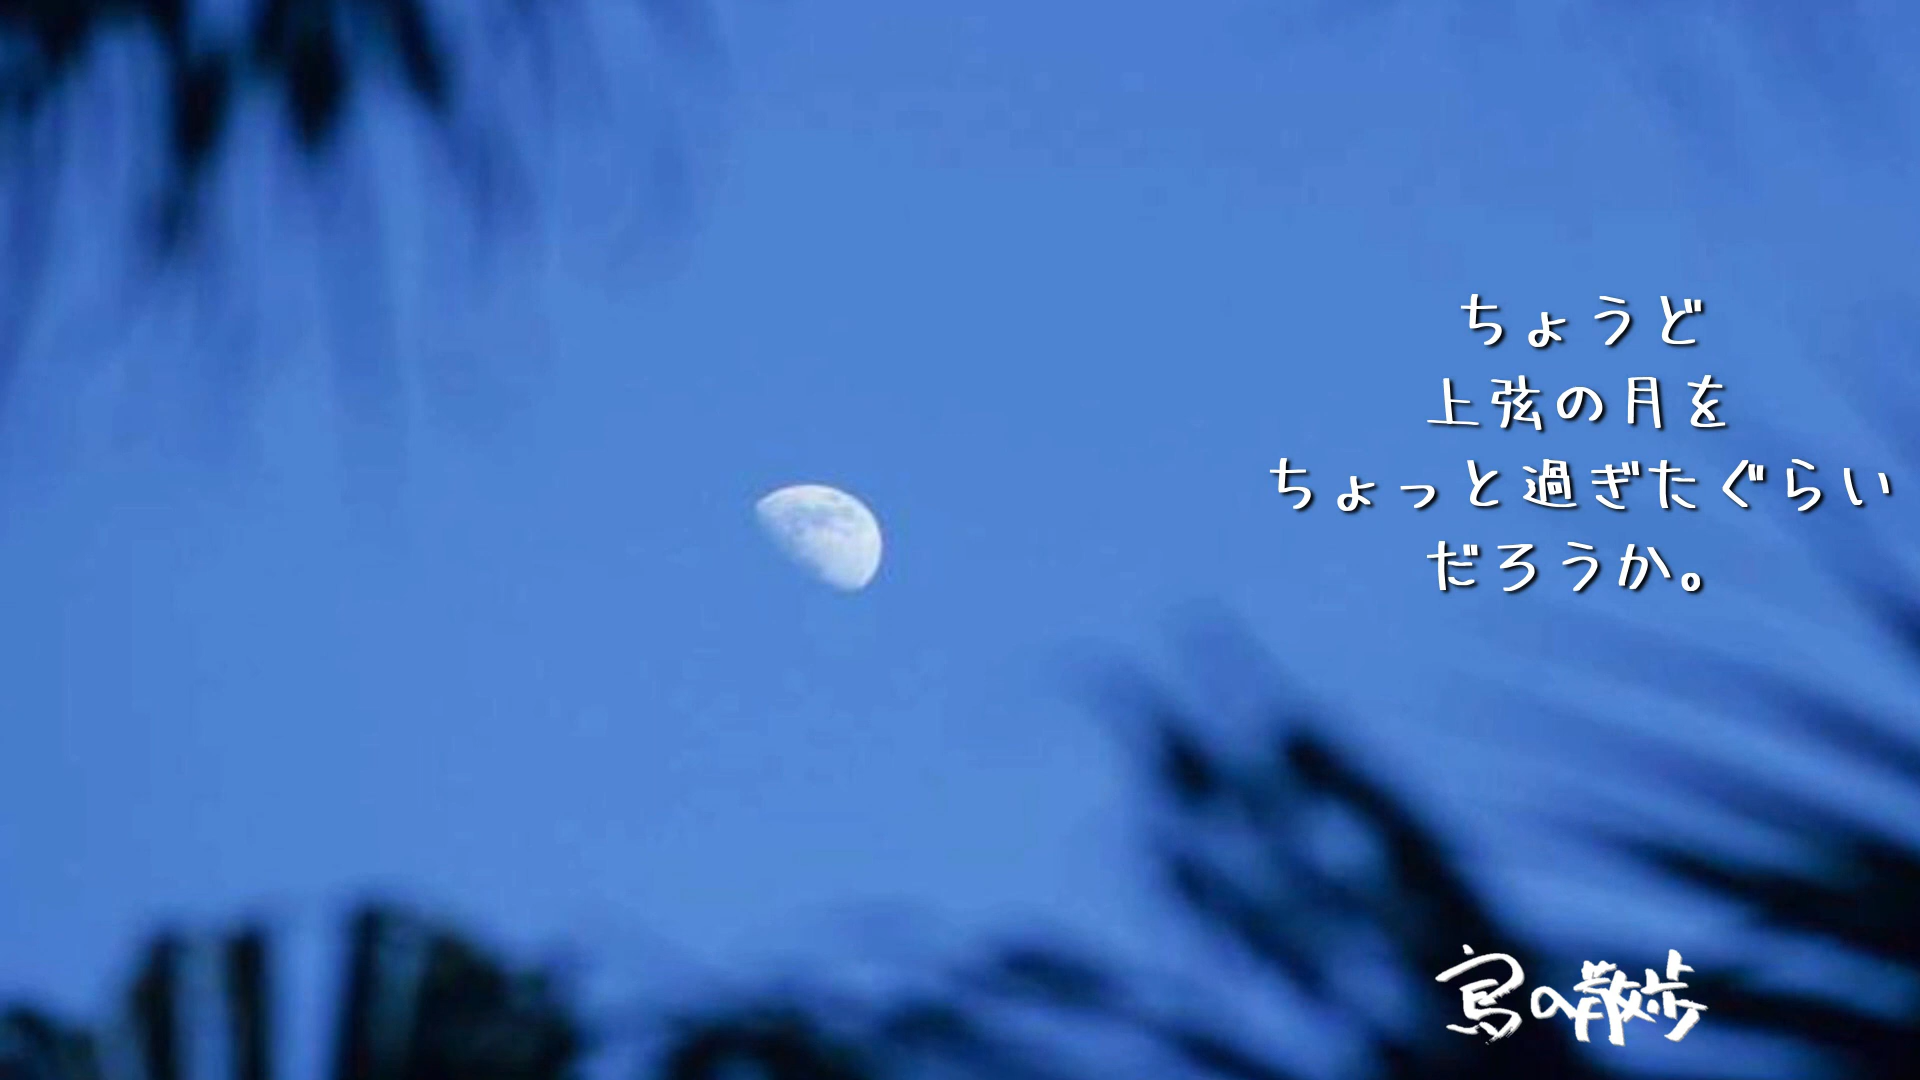 ちょうど
上弦の月を
ちょっと過ぎたぐらい
だろうか。
の散歩